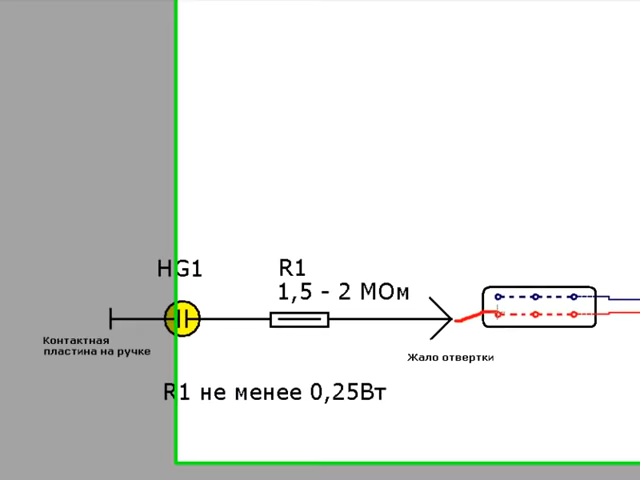 HG1
R1
1,5 - 2 МОм
Контактная
пластина на ручке
Жало отвертки
R1 не менее 0,25Вт